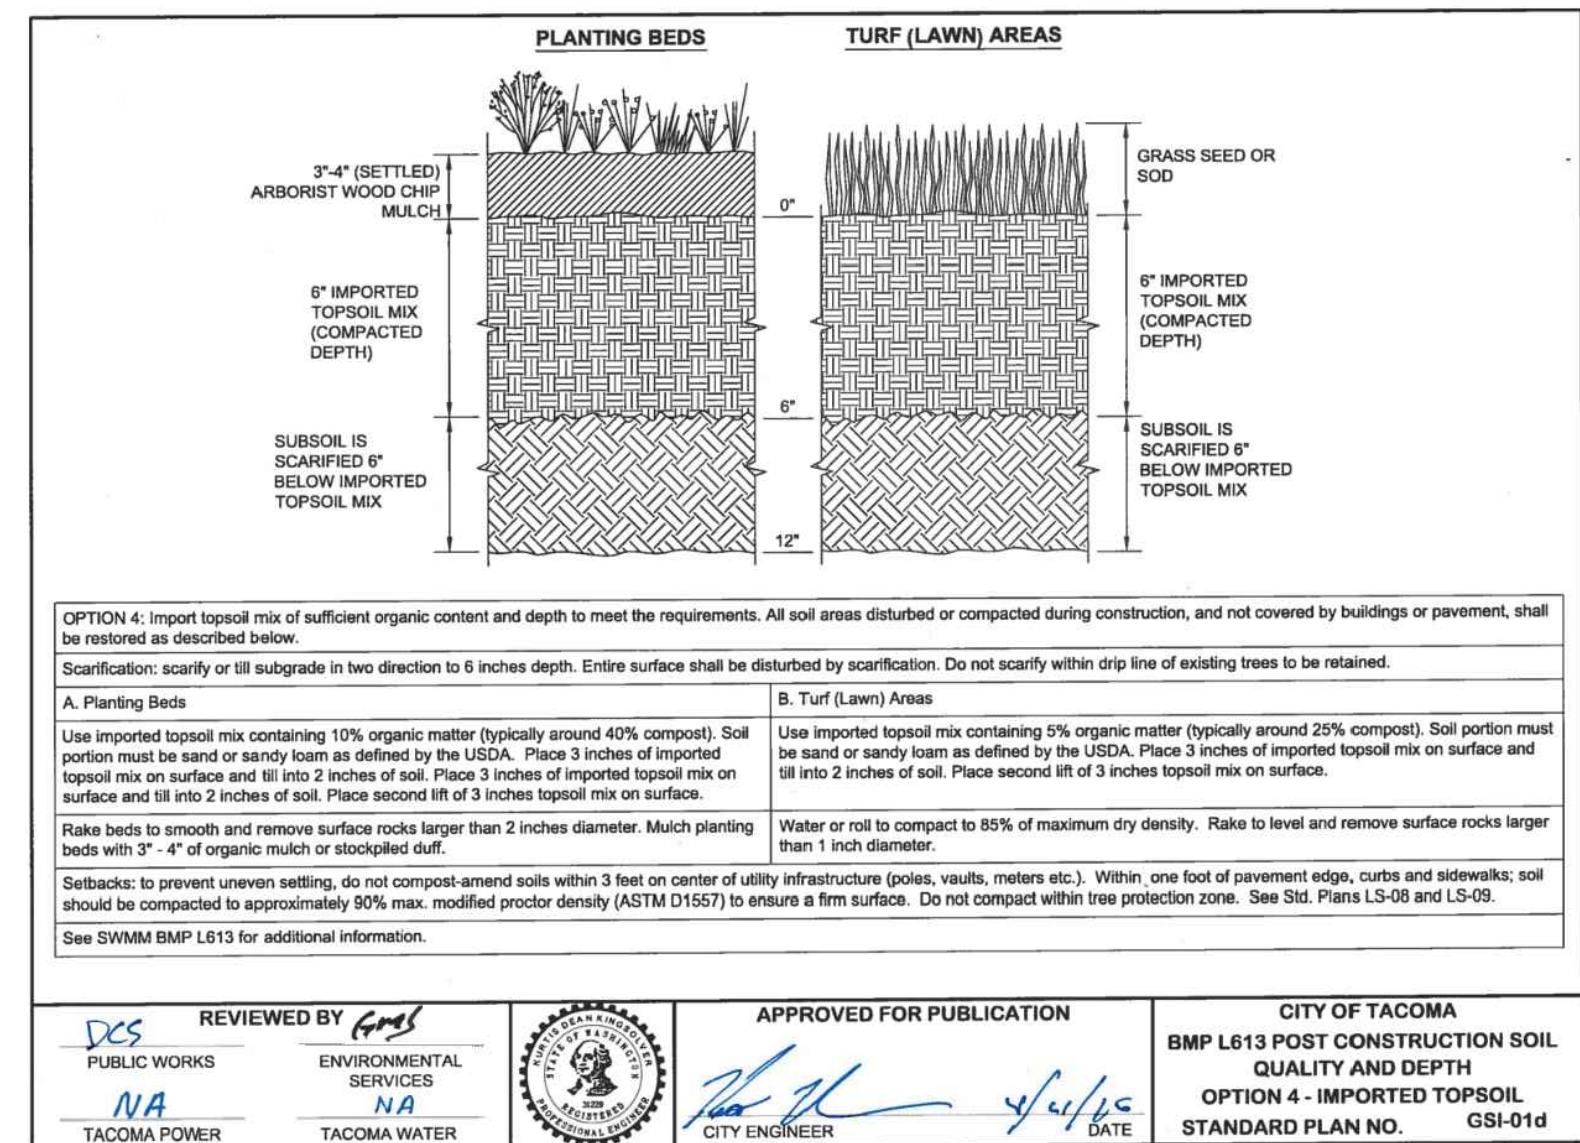 PLANTING BEDS
TURF (LAWN) AREAS
3"-4" (SETTLED)
ARBORIST WOOD CHIP
MULCH
6" IMPORTED
TOPSOIL MIX
(COMPACTED
DEPTH)
SUBSOIL IS
SCARIFIED 6"
BELOW IMPORTED
TOPSOIL MIX
0"
6"
12"
GRASS SEED OR
SOD
6" IMPORTED
TOPSOIL MIX
(COMPACTED
DEPTH)
SUBSOIL IS
SCARIFIED 6"
BELOW IMPORTED
TOPSOIL MIX
OPTION 4: Import topsoil mix of sufficient organic content and depth to meet the requirements. All soil areas disturbed or compacted during construction, and not covered by buildings or pavement, shall
be restored as described below.
Scarification: scarify or till subgrade in two direction to 6 inches depth. Entire surface shall be disturbed by scarification. Do not scarify within drip line of existing trees to be retained.
A. Planting Beds
Use imported topsoil mix containing 10% organic matter (typically around 40% compost). Soil
portion must be sand or sandy loam as defined by the USDA. Place 3 inches of imported
topsoil mix on surface and till into 2 inches of soil. Place 3 inches of imported topsoil mix on
surface and till into 2 inches of soil. Place second lift of 3 inches topsoil mix on surface.
Rake beds to smooth and remove surface rocks larger than 2 inches diameter. Mulch planting
beds with 3" - 4" of organic mulch or stockpiled duff.
B. Turf (Lawn) Areas
Use imported topsoil mix containing 5% organic matter (typically around 25% compost). Soil portion must
be sand or sandy loam as defined by the USDA. Place 3 inches of imported topsoil mix on surface and
till into 2 inches of soil. Place second lift of 3 inches topsoil mix on surface.
Water or roll to compact to 85% of maximum dry density. Rake to level and remove surface rocks larger
than 1 inch diameter.
Setbacks: to prevent uneven settling, do not compost-amend soils within 3 feet on center of utility infrastructure (poles, vaults, meters etc.). Within one foot of pavement edge, curbs and sidewalks; soil
should be compacted to approximately 90% max. modified proctor density (ASTM D1557) to ensure a firm surface. Do not compact within tree protection zone. See Std. Plans LS-08 and LS-09.
See SWMM BMP L613 for additional information.
REVIEWED BY
DCS
PUBLIC WORKS
ENVIRONMENTAL
SERVICES
NA
TACOMA POWER
NA
TACOMA WATER
KURTIS DEAN KINGSOLVER
STATE OF WASHINGTON
31220
REGISTERED
PROFESSIONAL ENGINEER
APPROVED FOR PUBLICATION
CITY ENGINEER
DATE
CITY OF TACOMA
BMP L613 POST CONSTRUCTION SOIL
QUALITY AND DEPTH
OPTION 4 - IMPORTED TOPSOIL
STANDARD PLAN NO. GSI-01d